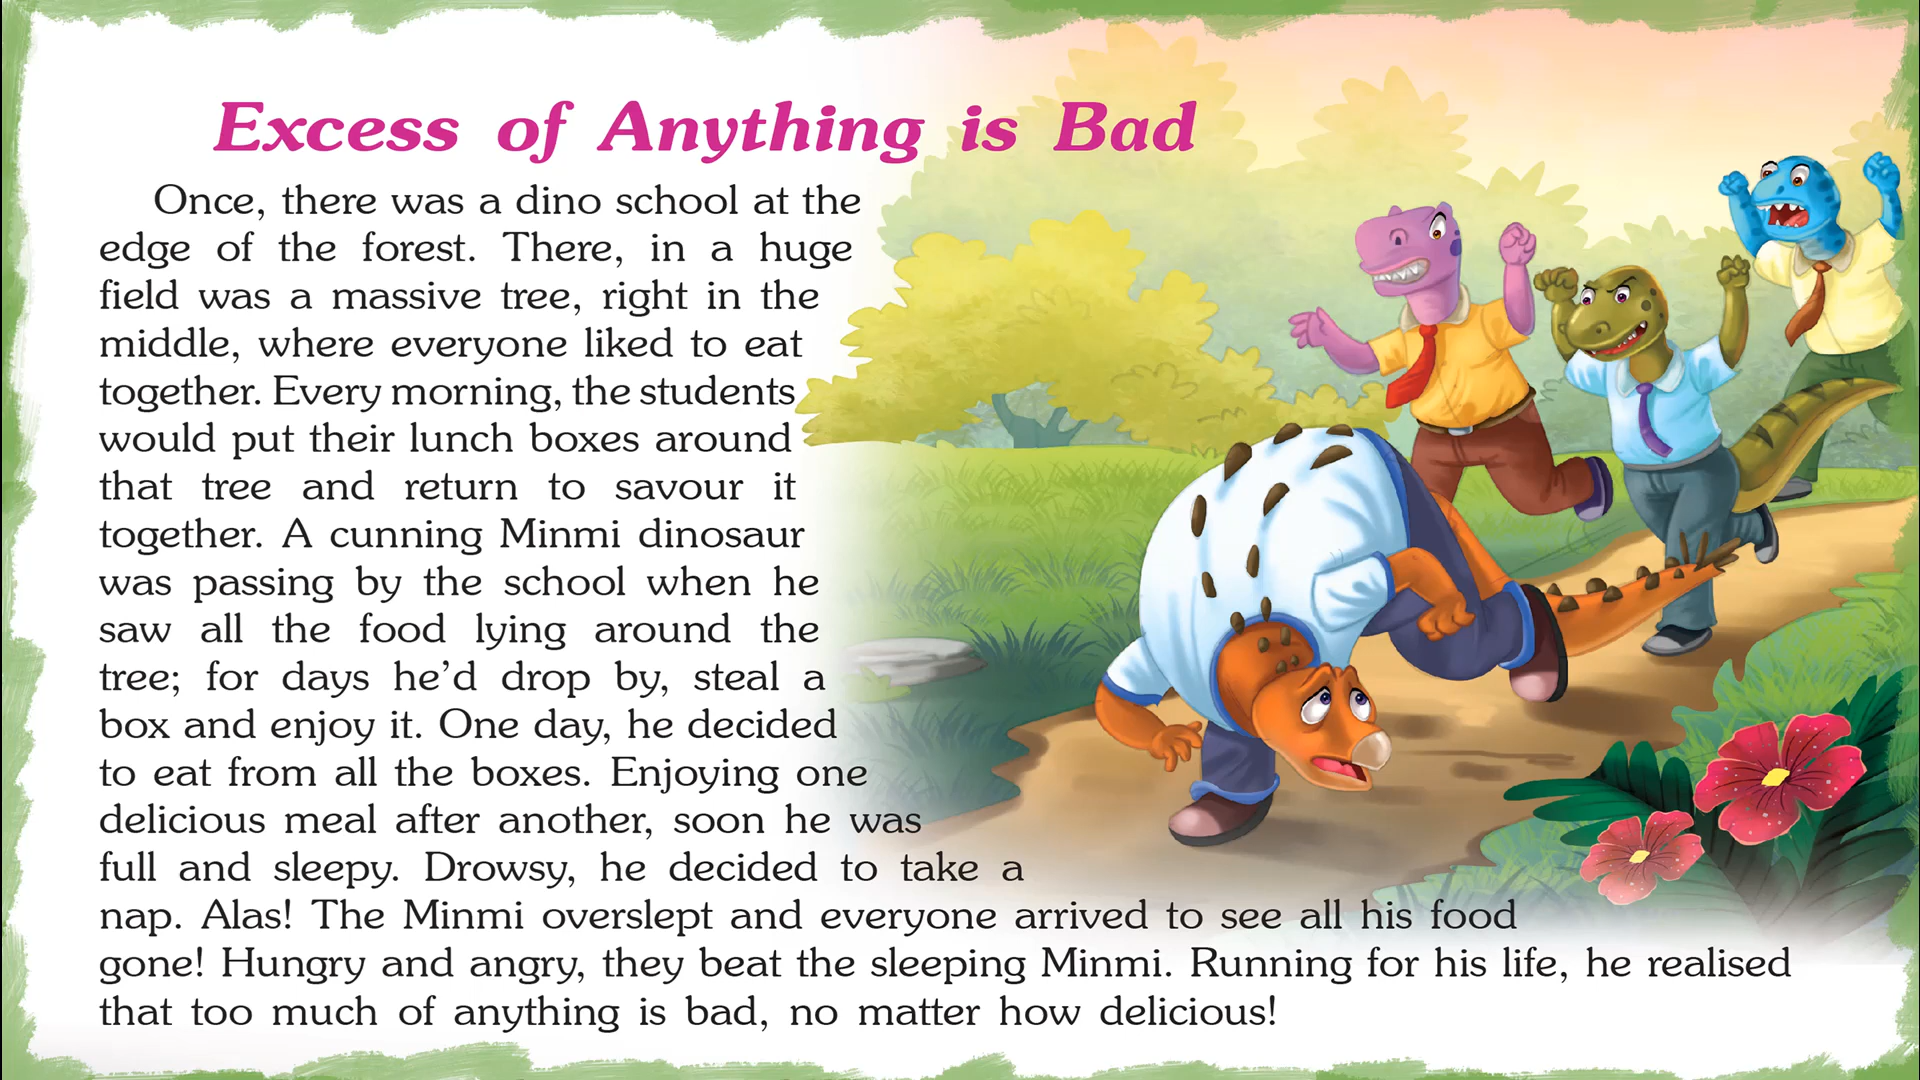 Excess of Anything is Bad
Once, there was a dino school at the
edge of the forest. There, in a huge
field was a massive tree, right in the
middle, where everyone liked to eat
together. Every morning, the students
would put their lunch boxes around
that tree and return to savour it
together. A cunning Minmi dinosaur
was passing by the school when he
saw all the food lying around the
tree; for days he’d drop by, steal a
box and enjoy it. One day, he decided
to eat from all the boxes. Enjoying one
delicious meal after another, soon he was
full and sleepy. Drowsy, he decided to take a
nap. Alas! The Minmi overslept and everyone arrived to see all his food
gone! Hungry and angry, they beat the sleeping Minmi. Running for his life, he realised
that too much of anything is bad, no matter how delicious!